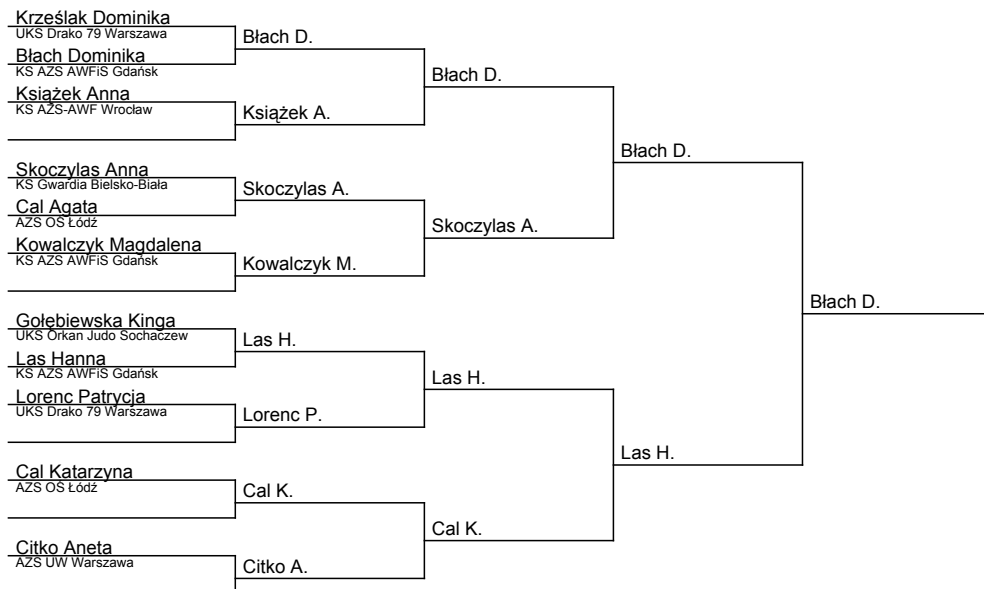 Krześlak Dominika
UKS Drako 79 Warszawa
Błach Dominika
KS AZS AWFiS Gdańsk
Książek Anna
KS AZS-AWF Wrocław
Skoczylas Anna
KS Gwardia Bielsko-Biała
Cal Agata
AZS OŚ Łódź
Kowalczyk Magdalena
KS AZS AWFiS Gdańsk
Gołębiewska Kinga
UKS Orkan Judo Sochaczew
Las Hanna
KS AZS AWFiS Gdańsk
Lorenc Patrycja
UKS Drako 79 Warszawa
Cal Katarzyna
AZS OŚ Łódź
Citko Aneta
AZS UW Warszawa
Błach D.
Książek A.
Skoczylas A.
Kowalczyk M.
Las H.
Lorenc P.
Cal K.
Citko A.
Błach D.
Skoczylas A.
Las H.
Cal K.
Błach D.
Las H.
Błach D.